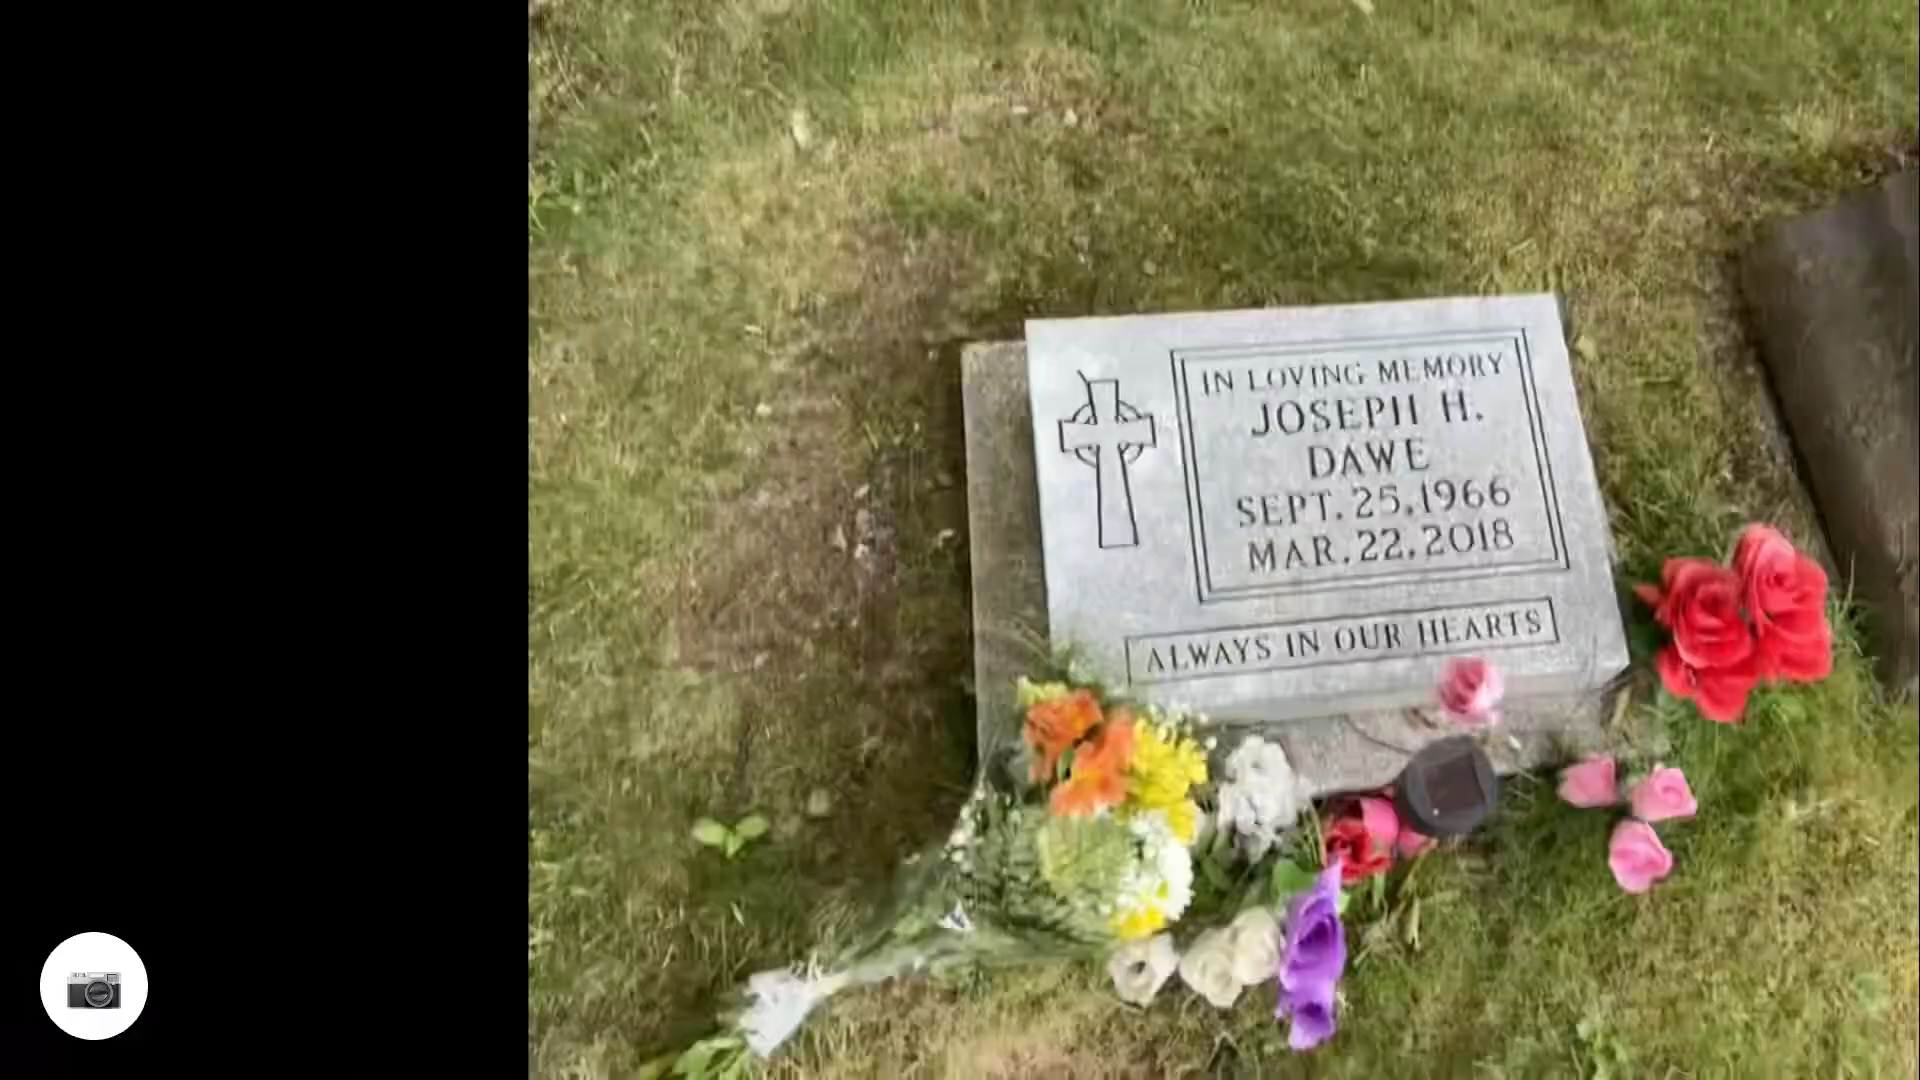 IN LOVING MEMORY
JOSEPH H.
DAWE
SEPT. 25, 1966
MAR. 22, 2018
ALWAYS IN OUR HEARTS